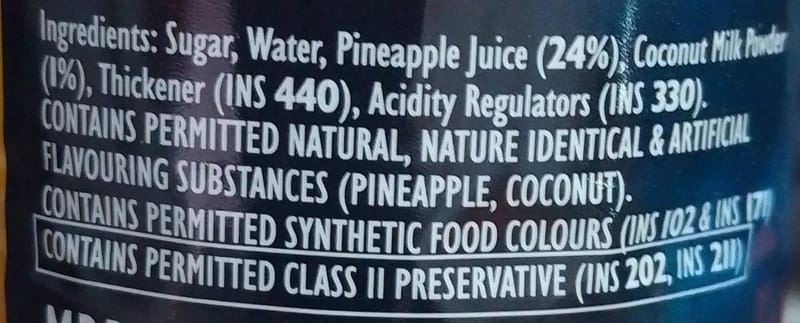 Ingredients: Sugar, Water, Pineapple Juice (24%), Coconut Milk Powder
(1%), Thickener (INS 440), Acidity Regulators (INS 330).
CONTAINS PERMITTED NATURAL, NATURE IDENTICAL & ARTIFICIAL
FLAVOURING SUBSTANCES (PINEAPPLE, COCONUT).
CONTAINS PERMITTED SYNTHETIC FOOD COLOURS (INS 102 & INS 171)
CONTAINS PERMITTED CLASS II PRESERVATIVE (INS 202, INS 211)